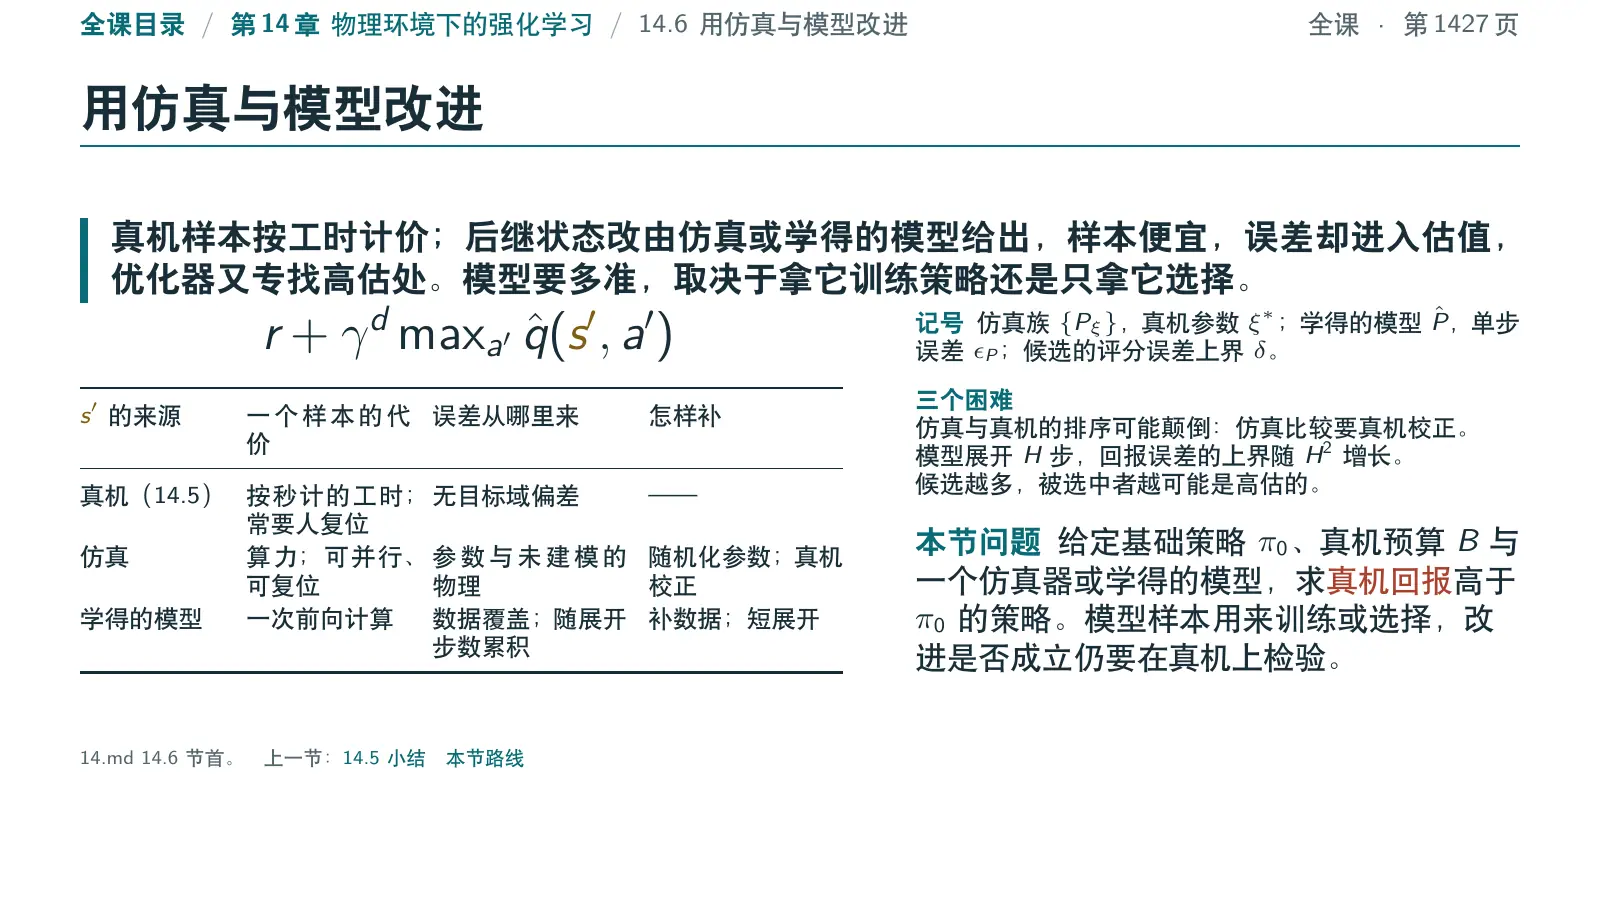 全课目录 / 第 14 章 物理环境下的强化学习 / 14.6 用仿真与模型改进
全课 · 第 1427 页
用仿真与模型改进
真机样本按工时计价；后继状态改由仿真或学得的模型给出，样本便宜，误差却进入估值，
优化器又专找高估处。模型要多准，取决于拿它训练策略还是只拿它选择。
r + γ^d max_{a′} q̂(s′, a′)
s′ 的来源 一个样本的代价 误差从哪里来 怎样补
真机（14.5） 按秒计的工时；常要人复位 无目标域偏差 ——
仿真 算力；可并行、可复位 参数与未建模的物理 随机化参数；真机校正
学得的模型 一次前向计算 数据覆盖；随展开步数累积 补数据；短展开
记号 仿真族 {P_ξ}，真机参数 ξ*；学得的模型 P̂，单步
误差 ϵ_P；候选的评分误差上界 δ。
三个困难
仿真与真机的排序可能颠倒：仿真比较要真机校正。
模型展开 H 步，回报误差的上界随 H² 增长。
候选越多，被选中者越可能是高估的。
本节问题 给定基础策略 π₀、真机预算 B 与
一个仿真器或学得的模型，求真机回报高于
π₀ 的策略。模型样本用来训练或选择，改
进是否成立仍要在真机上检验。
14.md 14.6 节首。 上一节：14.5 小结 本节路线